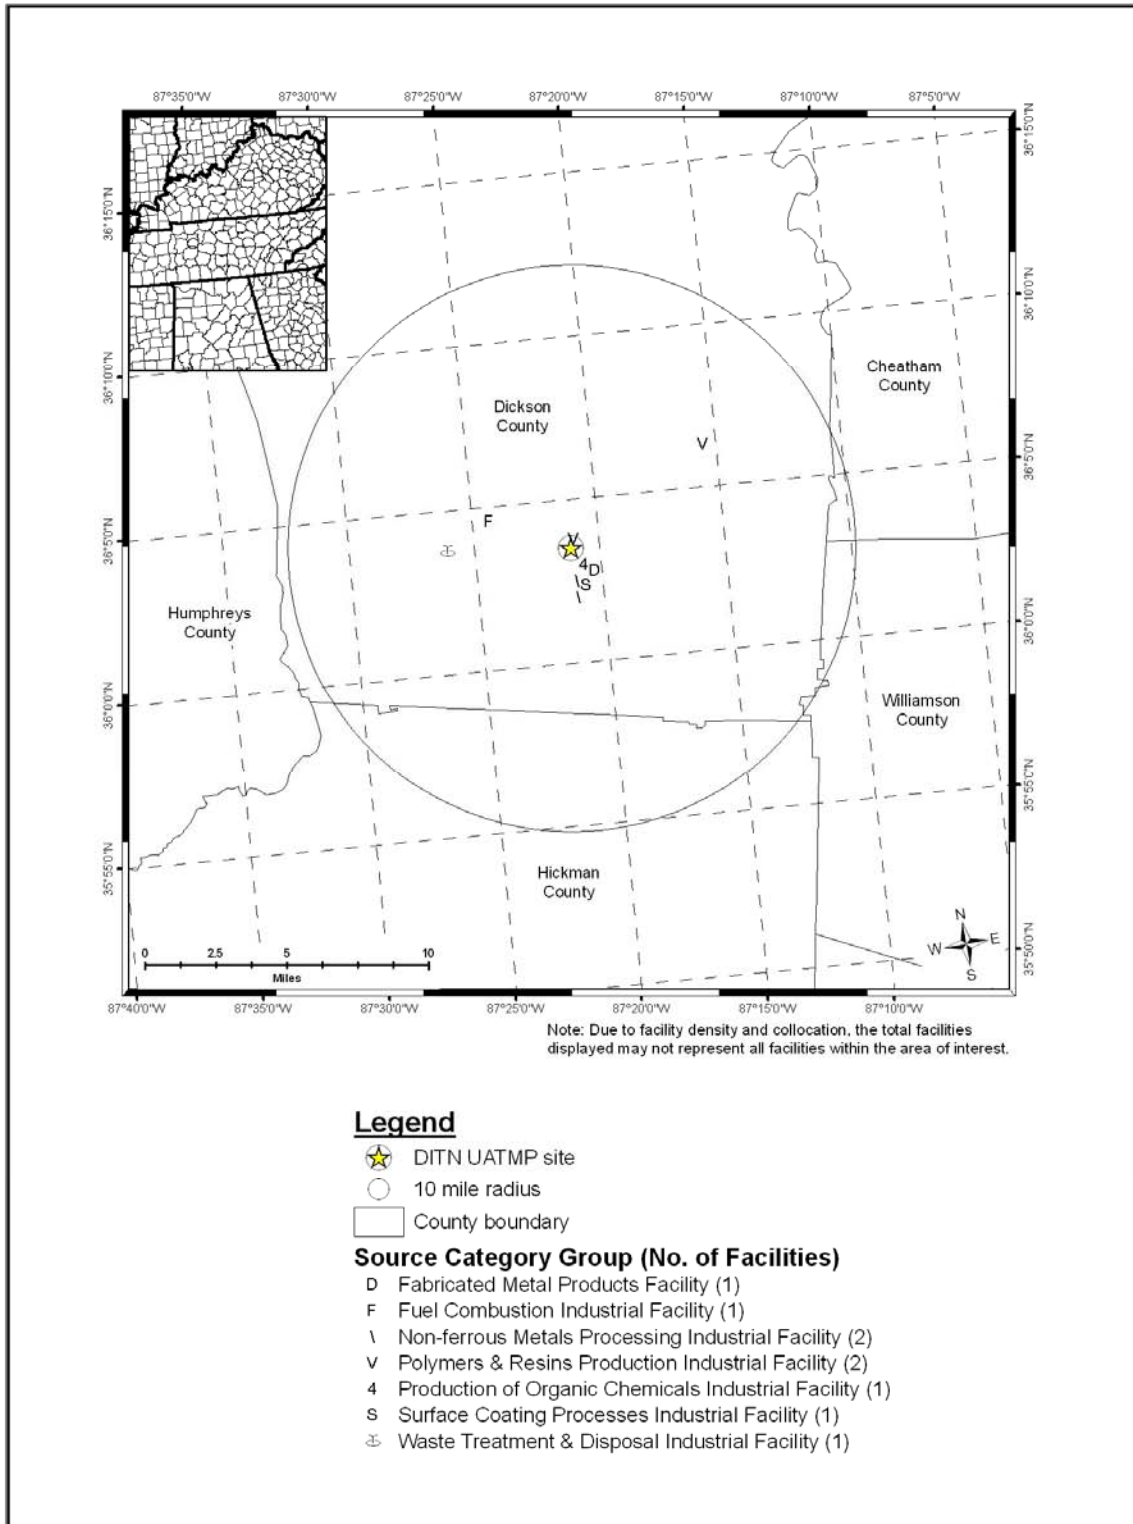 87°35'0"W 87°30'0"W 87°25'0"W 87°20'0"W 87°15'0"W 87°10'0"W 87°5'0"W
36°15'0"N
36°15'0"N
36°10'0"N
36°10'0"N
36°5'0"N
36°5'0"N
36°0'0"N
36°0'0"N
35°55'0"N
35°55'0"N
35°50'0"N
Cheatham
County
Dickson
County
V
F
V
4
D
\
S
\
Humphreys
County
Williamson
County
Hickman
County
N
W E
S
0 2.5 5 10
Miles
87°40'0"W 87°35'0"W 87°30'0"W 87°25'0"W 87°20'0"W 87°15'0"W 87°10'0"W
Note: Due to facility density and collocation, the total facilities
displayed may not represent all facilities within the area of interest.
Legend
DITN UATMP site
10 mile radius
County boundary
Source Category Group (No. of Facilities)
D Fabricated Metal Products Facility (1)
F Fuel Combustion Industrial Facility (1)
\ Non-ferrous Metals Processing Industrial Facility (2)
V Polymers & Resins Production Industrial Facility (2)
4 Production of Organic Chemicals Industrial Facility (1)
S Surface Coating Processes Industrial Facility (1)
Waste Treatment & Disposal Industrial Facility (1)